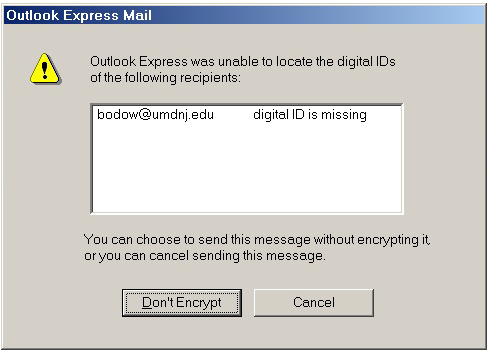 Outlook Express Mail
Outlook Express was unable to locate the digital IDs
of the following recipients:
bodow@umdnj.edu digital ID is missing
You can choose to send this message without encrypting it,
or you can cancel sending this message.
Don't Encrypt Cancel